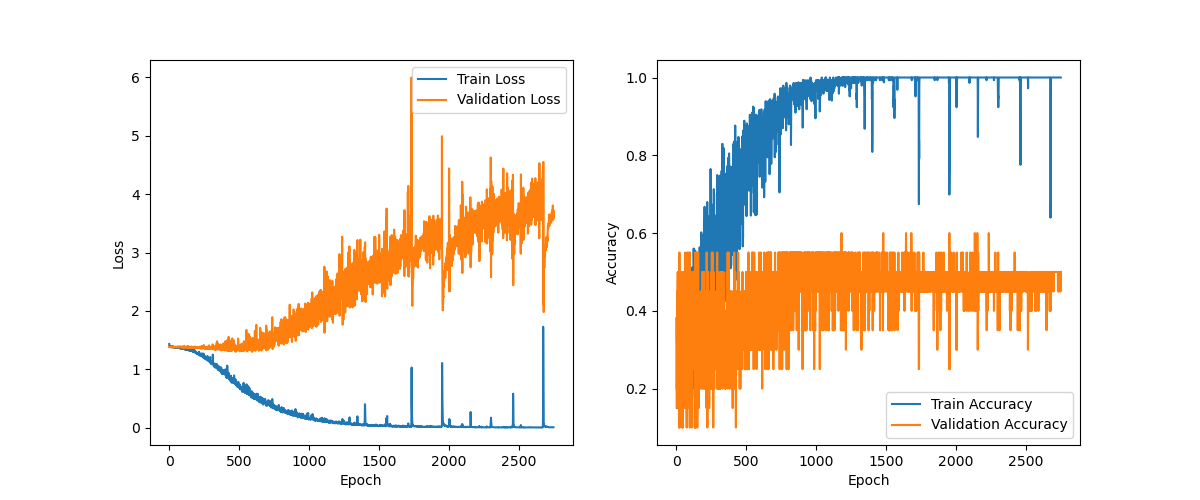 6
5
4
3
2
1
0
Loss
0 500 1000 1500 2000 2500
Epoch
Train Loss
Validation Loss
1.0
0.8
0.6
0.4
0.2
Accuracy
0 500 1000 1500 2000 2500
Epoch
Train Accuracy
Validation Accuracy